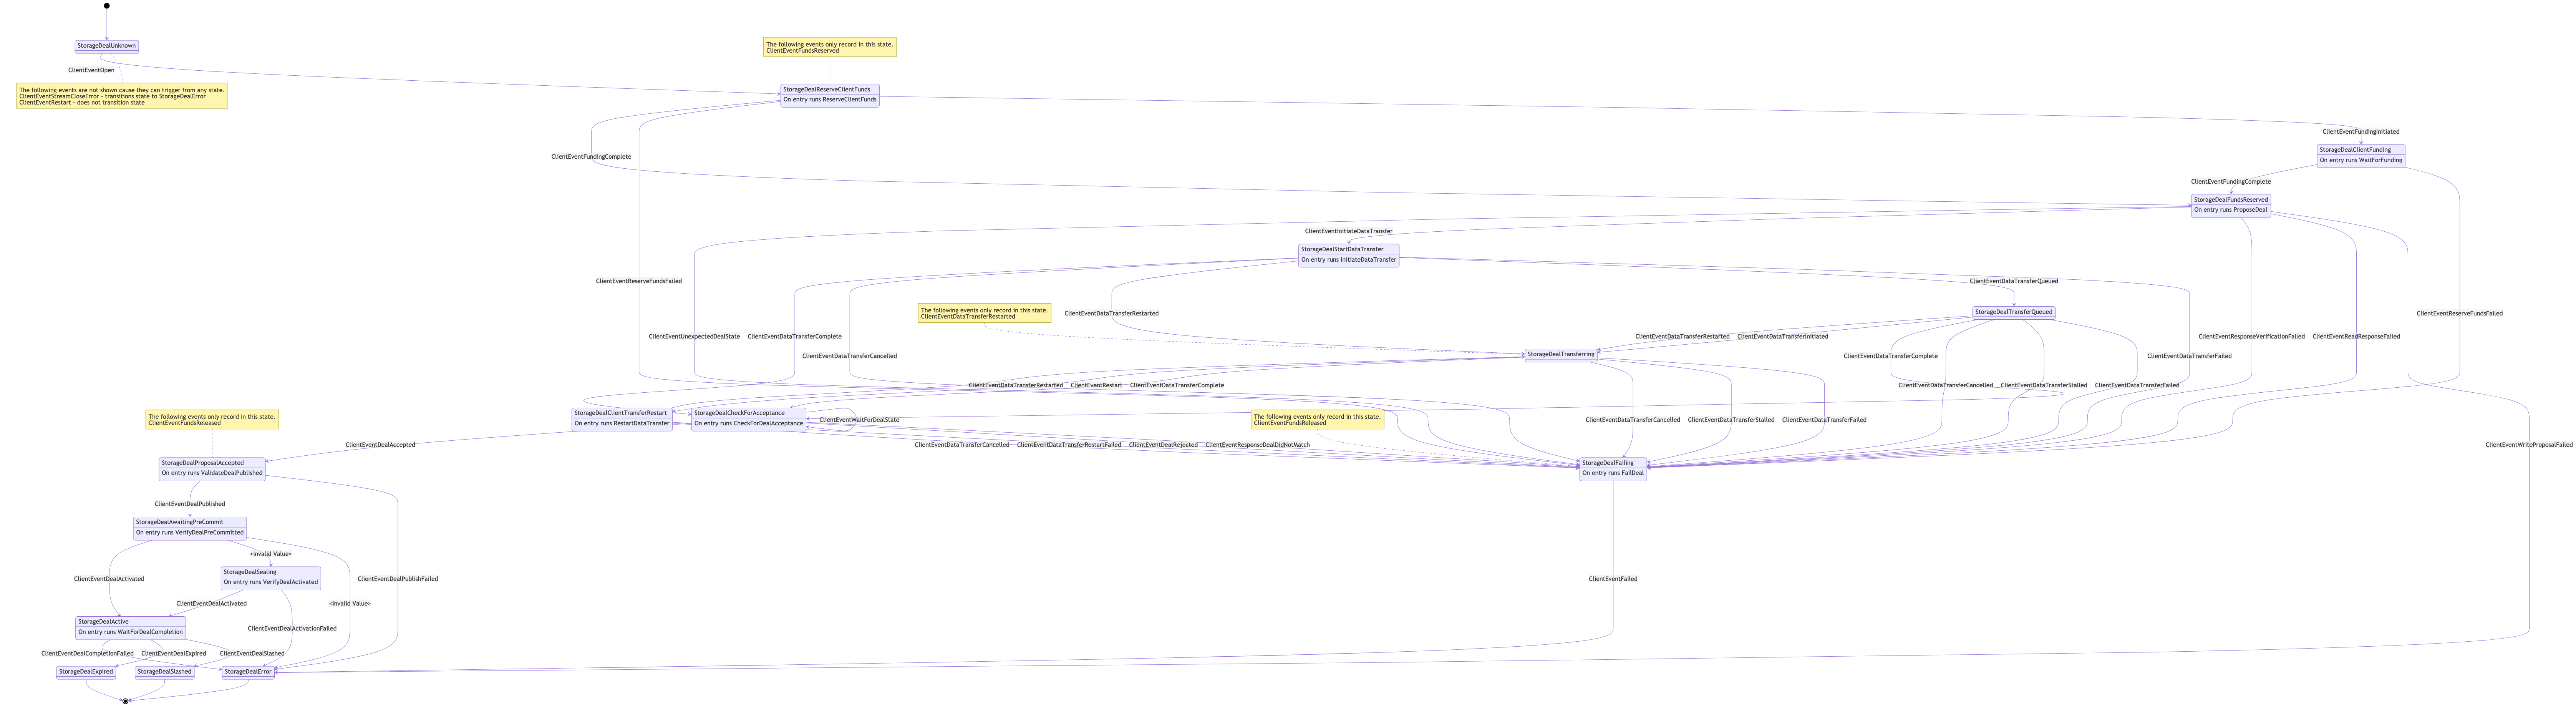 StorageDealUnknown
The following events only record in this state.
ClientEventFundsReserved
ClientEventOpen
The following events are not shown cause they can trigger from any state.
ClientEventStreamCloseError - transitions state to StorageDealError
ClientEventRestart - does not transition state
StorageDealReserveClientFunds
On entry runs ReserveClientFunds
ClientEventFundingInitiated
StorageDealClientFunding
On entry runs WaitForFunding
ClientEventFundingComplete
ClientEventFundingComplete
StorageDealFundsReserved
On entry runs ProposeDeal
ClientEventInitiateDataTransfer
StorageDealStartDataTransfer
On entry runs InitiateDataTransfer
ClientEventReserveFundsFailed
ClientEventDataTransferQueued
The following events only record in this state.
ClientEventDataTransferRestarted
StorageDealTransferQueued
ClientEventDataTransferRestarted
ClientEventReserveFundsFailed
ClientEventUnexpectedDealState
ClientEventDataTransferComplete
ClientEventDataTransferRestarted
ClientEventDataTransferInitiated
ClientEventResponseVerificationFailed
ClientEventReadResponseFailed
ClientEventDataTransferCancelled
StorageDealTransferring
ClientEventDataTransferComplete
ClientEventDataTransferFailed
ClientEventDataTransferRestarted
ClientEventRestart
ClientEventDataTransferComplete
ClientEventDataTransferCancelled
ClientEventDataTransferStalled
ClientEventDataTransferFailed
The following events only record in this state.
ClientEventFundsReleased
StorageDealClientTransferRestart
On entry runs RestartDataTransfer
StorageDealCheckForAcceptance
On entry runs CheckForDealAcceptance
ClientEventWaitForDealState
The following events only record in this state.
ClientEventFundsReleased
ClientEventDataTransferCancelled
ClientEventDataTransferStalled
ClientEventDataTransferFailed
ClientEventDealAccepted
ClientEventDataTransferCancelled
ClientEventDataTransferRestartFailed
ClientEventDealRejected
ClientEventResponseDealDidNotMatch
ClientEventWriteProposalFailed
StorageDealProposalAccepted
On entry runs ValidateDealPublished
StorageDealFailing
On entry runs FailDeal
ClientEventDealPublished
StorageDealAwaitingPreCommit
On entry runs VerifyDealPreCommitted
<invalid Value>
StorageDealSealing
On entry runs VerifyDealActivated
ClientEventDealActivated
ClientEventDealPublishFailed
ClientEventFailed
ClientEventDealActivated
<invalid Value>
StorageDealActive
On entry runs WaitForDealCompletion
ClientEventDealActivationFailed
ClientEventDealCompletionFailed
ClientEventDealExpired
ClientEventDealSlashed
StorageDealExpired
StorageDealSlashed
StorageDealError